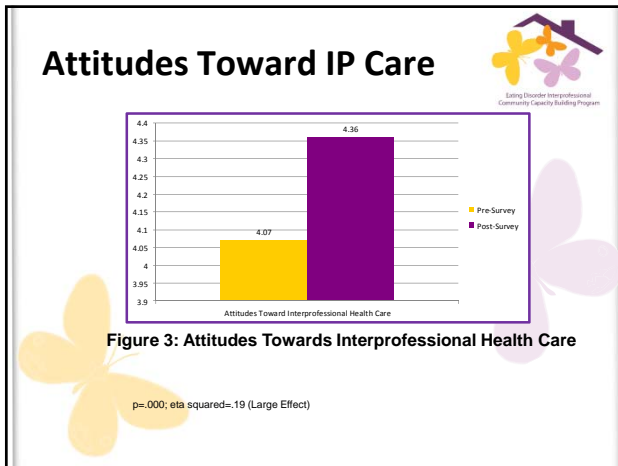 Attitudes Toward IP Care
Eating Disorder Interprofessional
Community Capacity Building Program
4.4
4.35
4.3
4.25
4.2
4.15
4.1
4.05
4
3.95
3.9
4.07
4.36
Pre-Survey
Post-Survey
Attitudes Toward Interprofessional Health Care
Figure 3: Attitudes Towards Interprofessional Health Care
p=.000; eta squared=.19 (Large Effect)